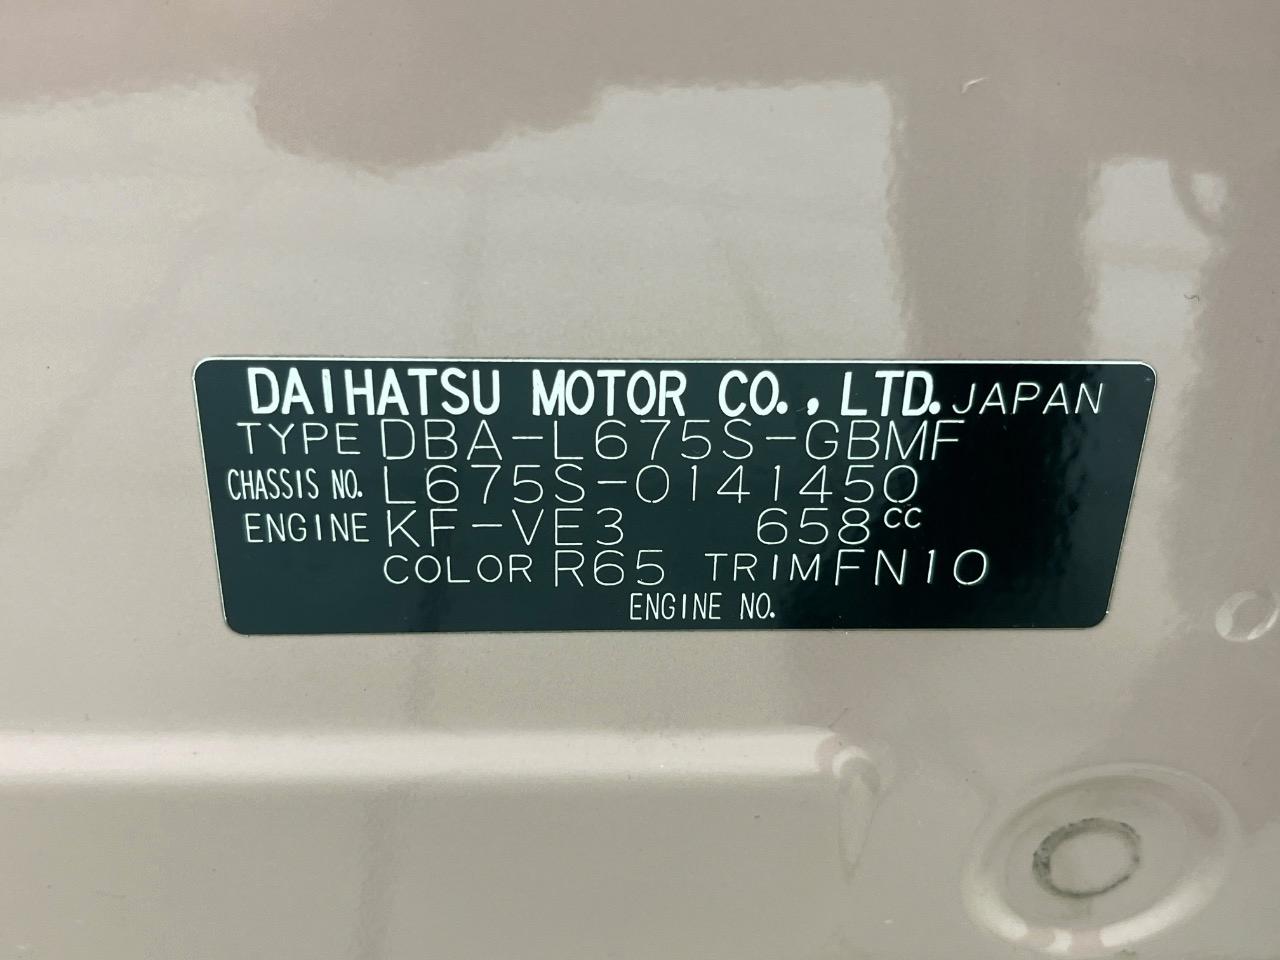 DAIHATSU MOTOR CO., LTD. JAPAN
TYPE DBA-L675S-GBMF
CHASSIS NO. L675S-0141450
ENGINE KF-VE3 658cc
COLOR R65 TRIM FN10
ENGINE NO.